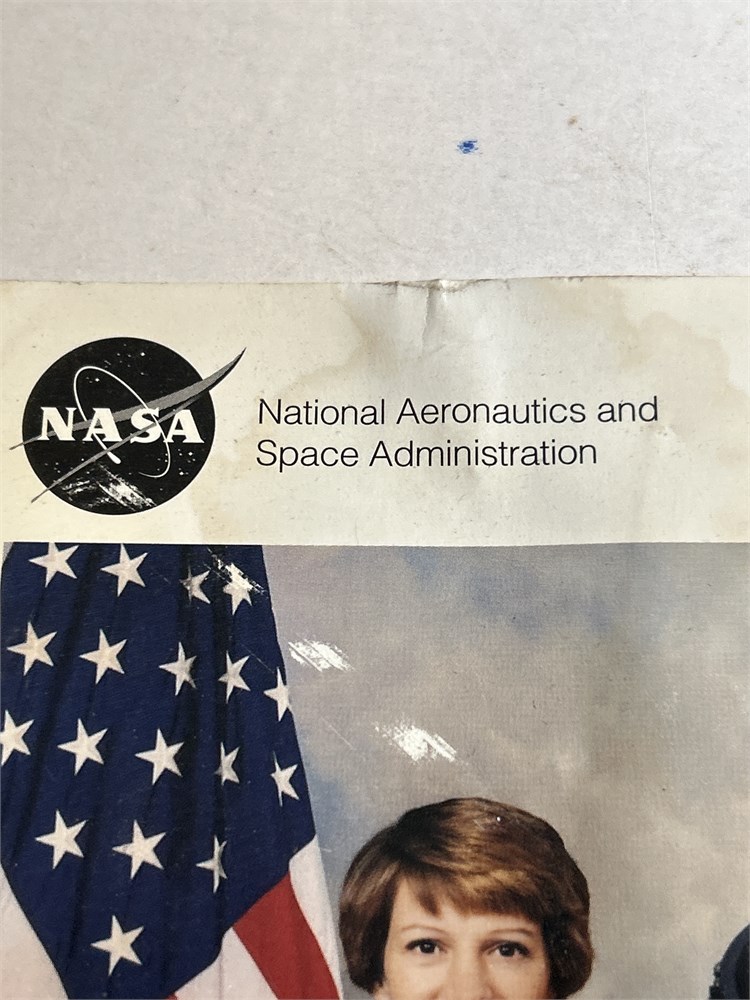 NASA
National Aeronautics and
Space Administration